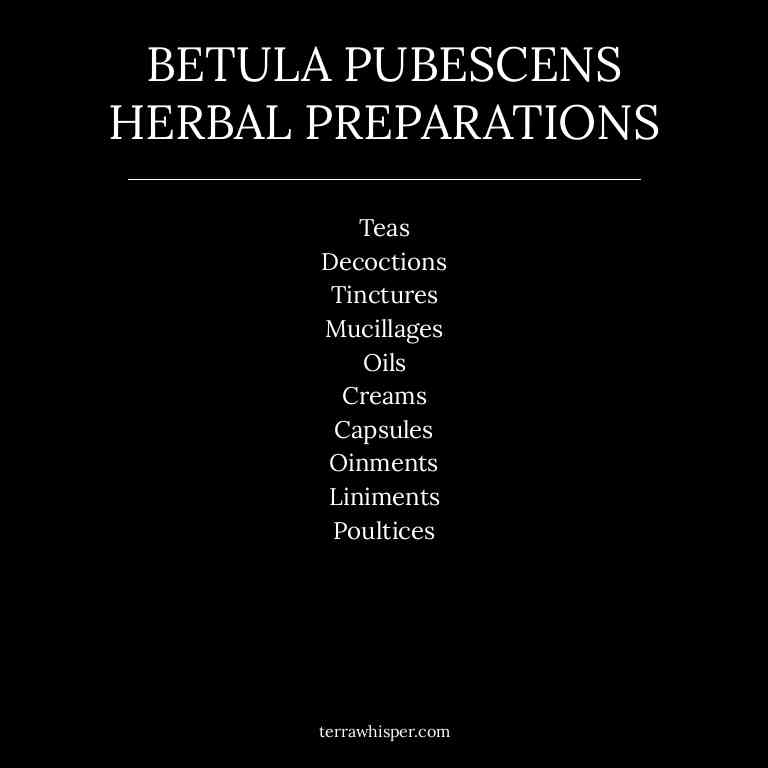 BETULA PUBESCENS
HERBAL PREPARATIONS
Teas
Decoctions
Tinctures
Mucillages
Oils
Creams
Capsules
Oinments
Liniments
Poultices
terrawhisper.com